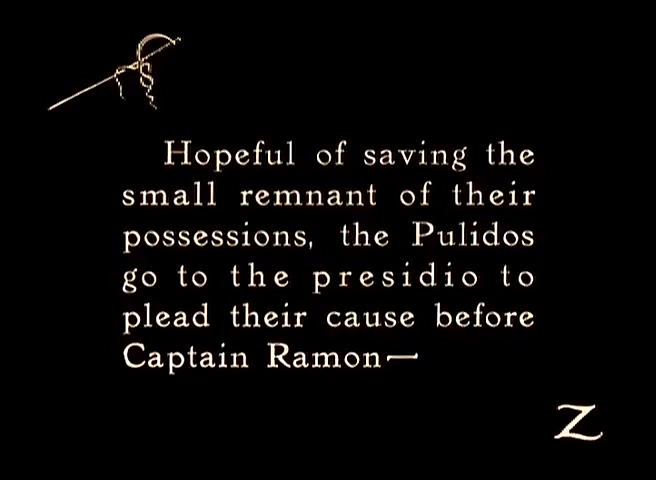 Hopeful of saving the
small remnant of their
possessions, the Pulidos
go to the presidio to
plead their cause before
Captain Ramon—
Z